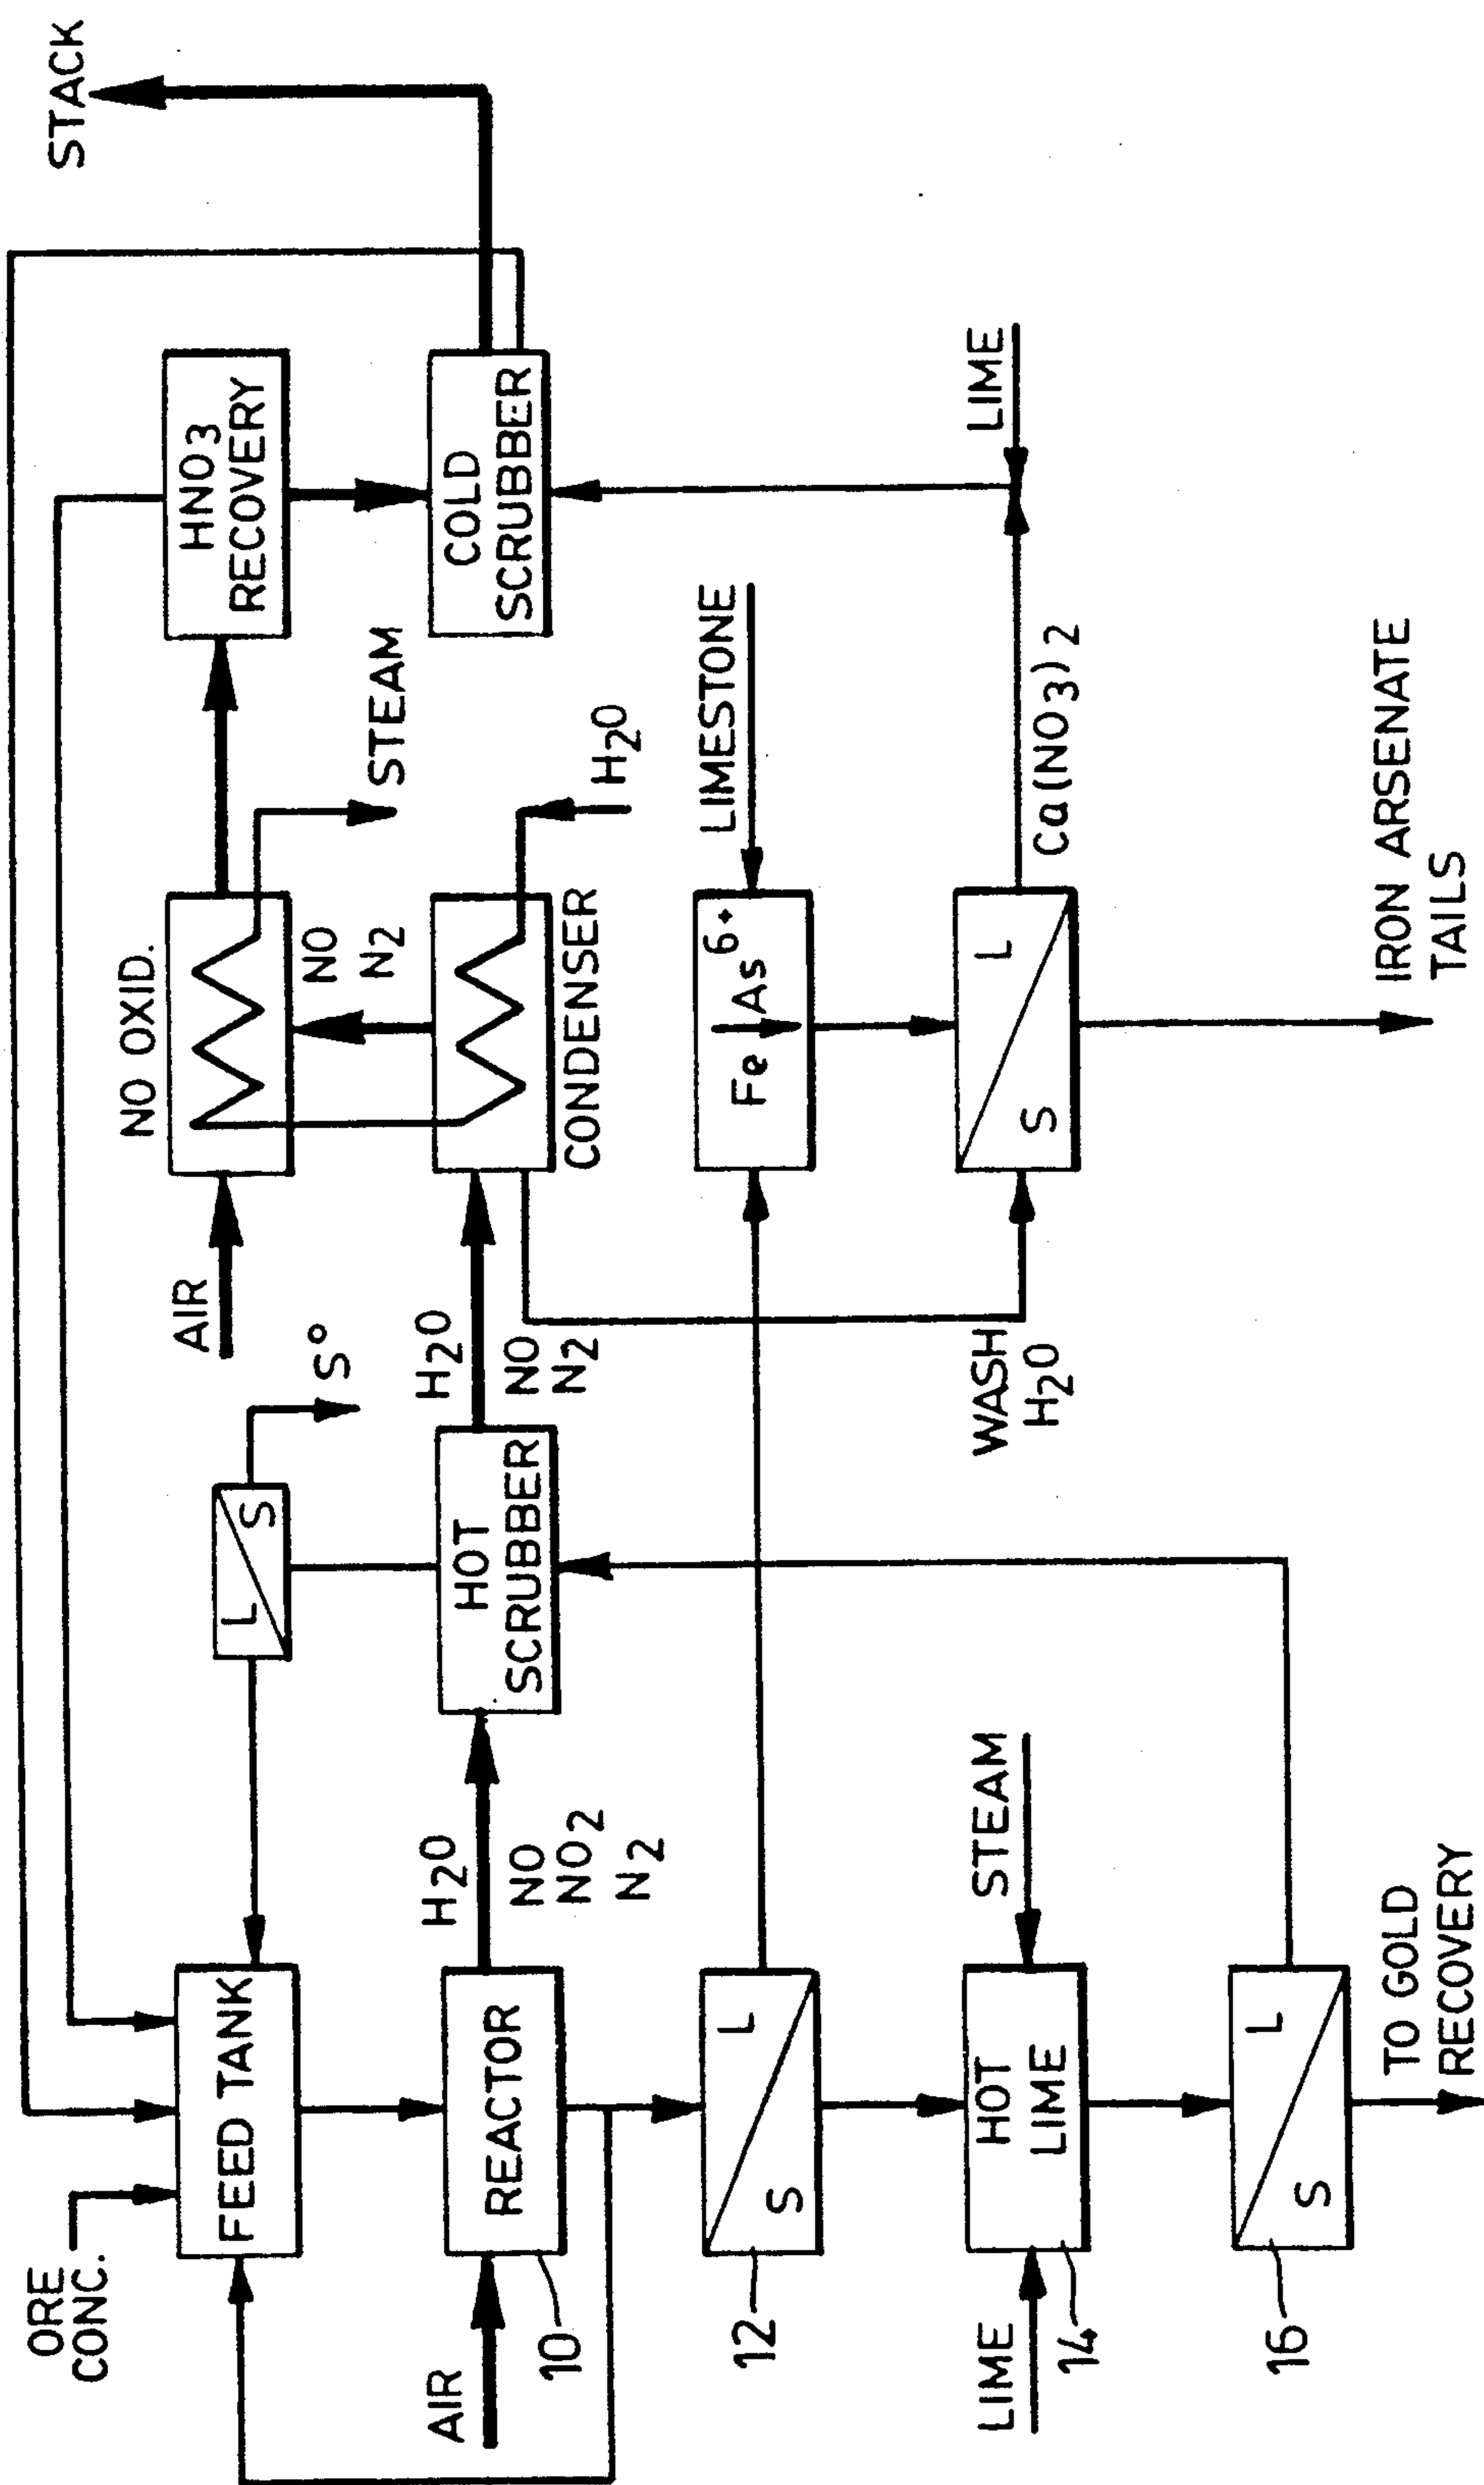 STACK
ORE
CONC.
FEED TANK
L
S
S°
AIR
NO OXID.
HNO3
RECOVERY
STEAM
NO
N2
AIR
REACTOR
10
H2O
NO
NO2
N2
HOT
SCRUBBER
H2O
NO
N2
CONDENSER
H2O
COLD
SCRUBBER
12
L
S
Fe As 6+
LIMESTONE
LIME
HOT
LIME
14
STEAM
WASH
H2O
L
S
Ca(NO3)2
LIME
16
L
S
TO GOLD
RECOVERY
IRON ARSENATE
TAILS